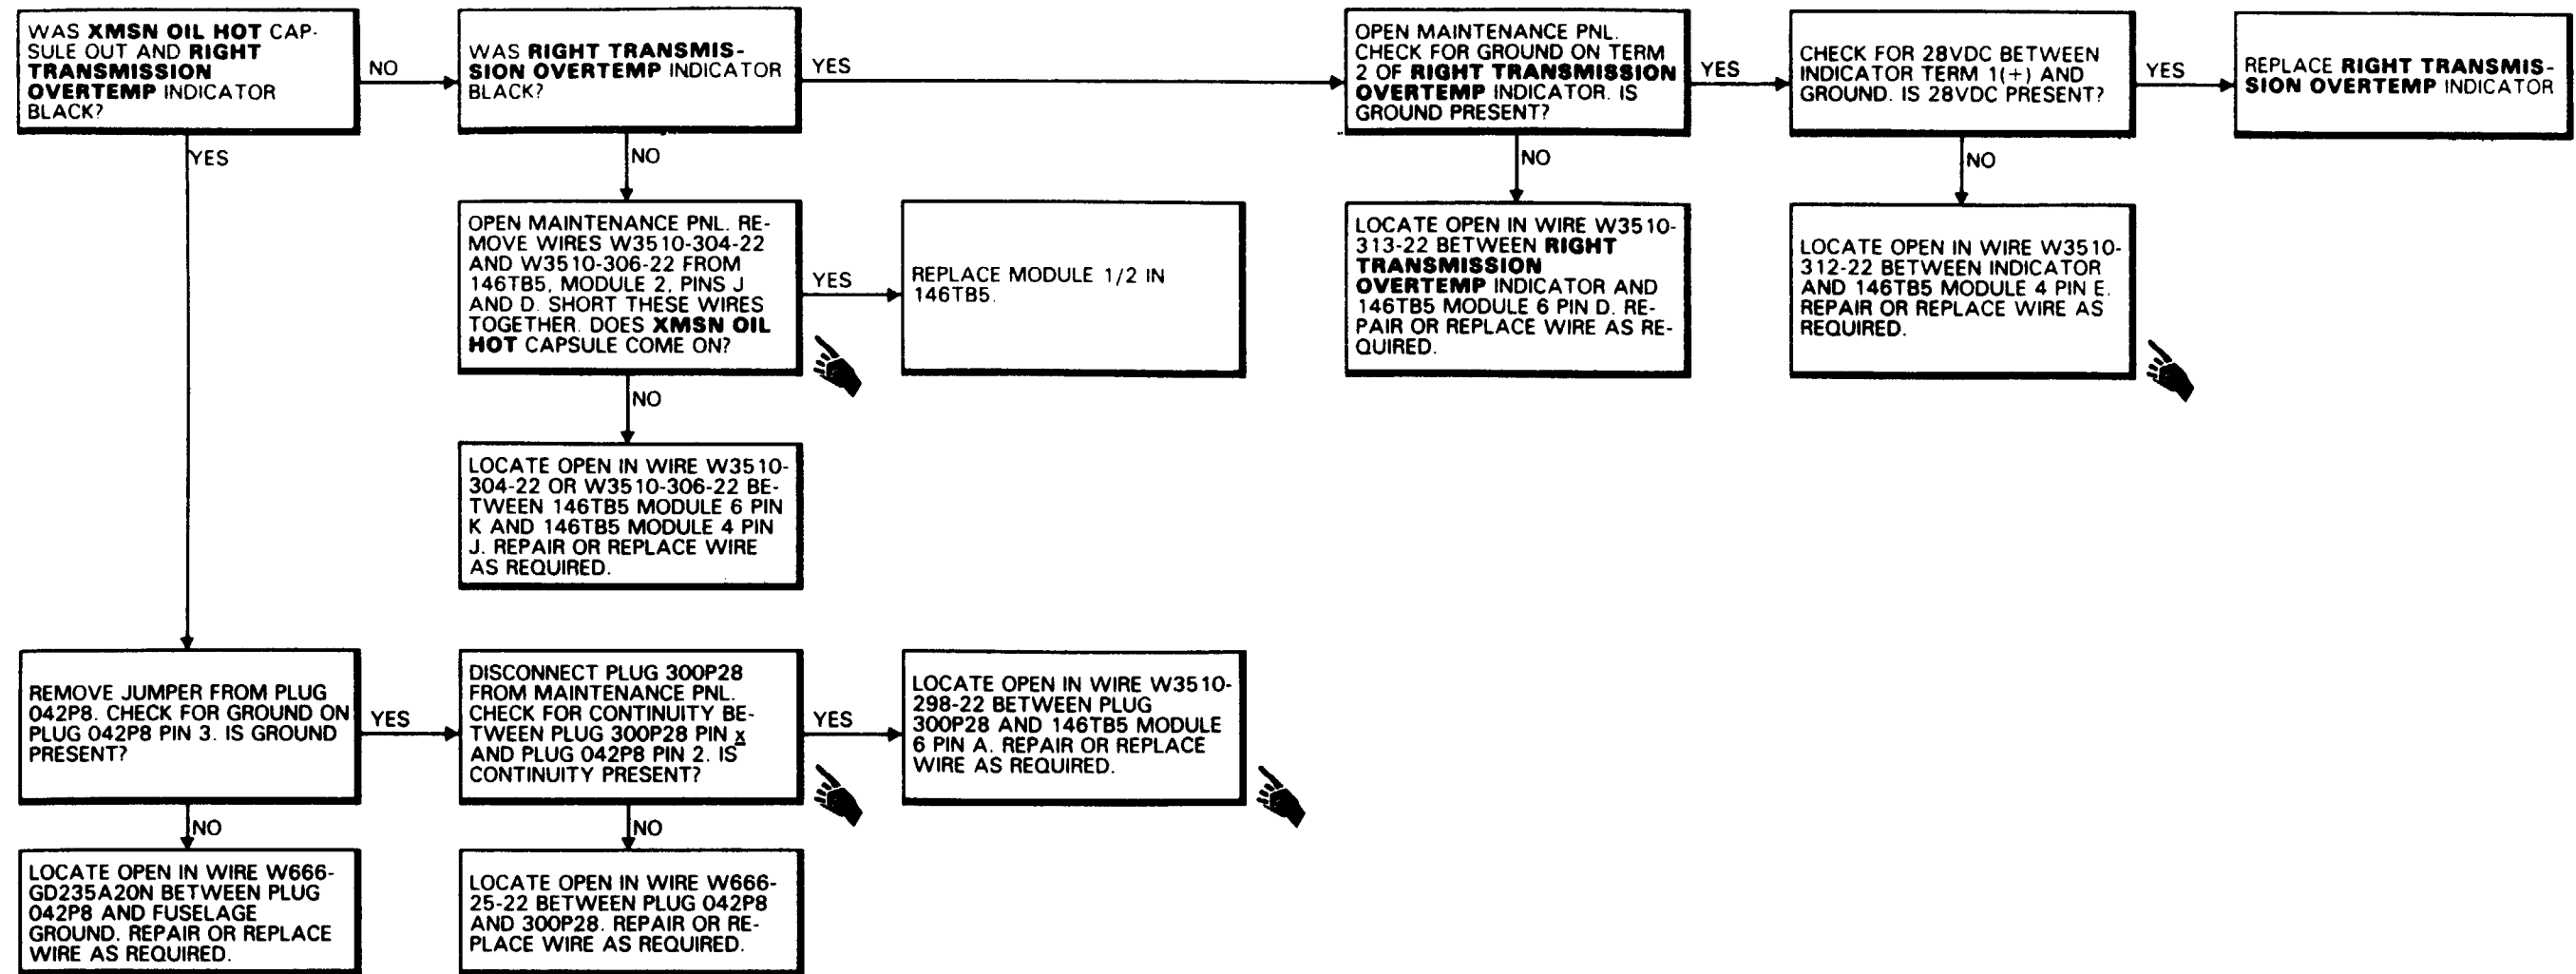 WAS XMSN OIL HOT CAP-
SULE OUT AND RIGHT
TRANSMISSION
OVERTEMP INDICATOR
BLACK?
NO
WAS RIGHT TRANSMIS-
SION OVERTEMP INDICATOR
BLACK?
YES
OPEN MAINTENANCE PNL.
CHECK FOR GROUND ON TERM
2 OF RIGHT TRANSMISSION
OVERTEMP INDICATOR. IS
GROUND PRESENT?
YES
CHECK FOR 28VDC BETWEEN
INDICATOR TERM 1(+) AND
GROUND. IS 28VDC PRESENT?
YES
REPLACE RIGHT TRANSMIS-
SION OVERTEMP INDICATOR
YES
NO
NO
NO
OPEN MAINTENANCE PNL. RE-
MOVE WIRES W3510-304-22
AND W3510-306-22 FROM
146TB5, MODULE 2, PINS J
AND D. SHORT THESE WIRES
TOGETHER. DOES XMSN OIL
HOT CAPSULE COME ON?
YES
REPLACE MODULE 1/2 IN
146TB5.
LOCATE OPEN IN WIRE W3510-
313-22 BETWEEN RIGHT
TRANSMISSION
OVERTEMP INDICATOR AND
146TB5 MODULE 6 PIN D. RE-
PAIR OR REPLACE WIRE AS RE-
QUIRED.
LOCATE OPEN IN WIRE W3510-
312-22 BETWEEN INDICATOR
AND 146TB5 MODULE 4 PIN E.
REPAIR OR REPLACE WIRE AS
REQUIRED.
NO
LOCATE OPEN IN WIRE W3510-
304-22 OR W3510-306-22 BE-
TWEEN 146TB5 MODULE 6 PIN
K AND 146TB5 MODULE 4 PIN
J. REPAIR OR REPLACE WIRE
AS REQUIRED.
REMOVE JUMPER FROM PLUG
042P8. CHECK FOR GROUND ON
PLUG 042P8 PIN 3. IS GROUND
PRESENT?
YES
DISCONNECT PLUG 300P28
FROM MAINTENANCE PNL.
CHECK FOR CONTINUITY BE-
TWEEN PLUG 300P28 PIN x
AND PLUG 042P8 PIN 2. IS
CONTINUITY PRESENT?
YES
LOCATE OPEN IN WIRE W3510-
298-22 BETWEEN PLUG
300P28 AND 146TB5 MODULE
6 PIN A. REPAIR OR REPLACE
WIRE AS REQUIRED.
NO
NO
LOCATE OPEN IN WIRE W666-
GD235A20N BETWEEN PLUG
042P8 AND FUSELAGE
GROUND. REPAIR OR REPLACE
WIRE AS REQUIRED.
LOCATE OPEN IN WIRE W666-
25-22 BETWEEN PLUG 042P8
AND 300P28. REPAIR OR RE-
PLACE WIRE AS REQUIRED.